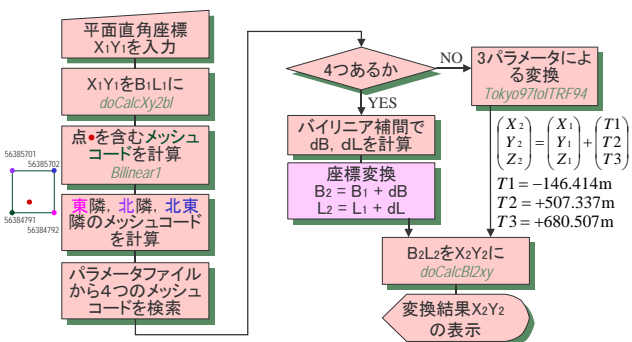 平面直角座標
X₁Y₁を入力
X₁Y₁をB₁L₁に
doCalcXy2bl
点●を含むメッシュ
コードを計算
Bilinear1
56385701
56385702
56384791
56384792
東隣, 北隣, 北東
隣のメッシュコード
を計算
パラメータファイル
から4つのメッシュ
コードを検索
4つあるか
NO
YES
バイリニア補間で
dB, dLを計算
座標変換
B₂ = B₁ + dB
L₂ = L₁ + dL
3パラメータによ
る変換
Tokyo97toITRF94
(X₂) = (X₁) + (T1)
(Y₂) = (Y₁) + (T2)
(Z₂) = (Z₁) + (T3)
T1 = −146.414m
T2 = +507.337m
T3 = +680.507m
B₂L₂をX₂Y₂に
doCalcBl2xy
変換結果X₂Y₂
の表示